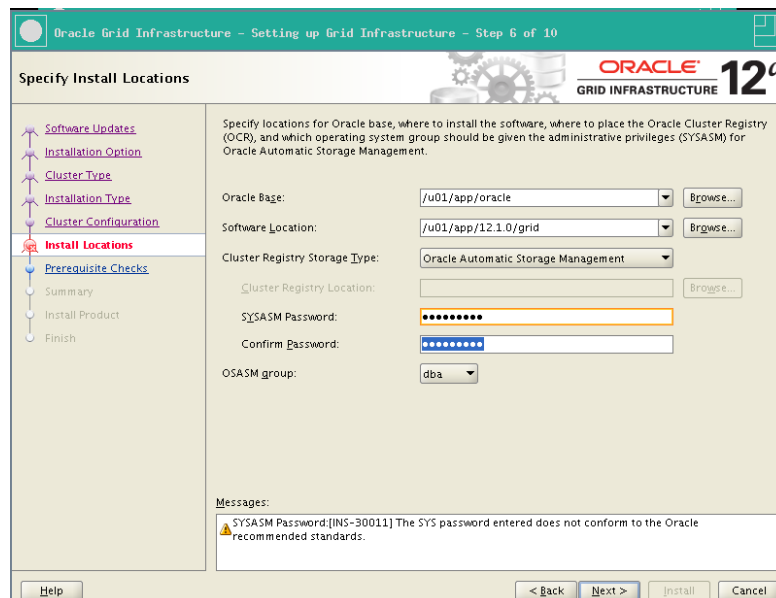 Oracle Grid Infrastructure - Setting up Grid Infrastructure - Step 6 of 10
Specify Install Locations
ORACLE
GRID INFRASTRUCTURE
12c
Software Updates
Installation Option
Cluster Type
Installation Type
Cluster Configuration
Install Locations
Prerequisite Checks
Summary
Install Product
Finish
Specify locations for Oracle base, where to install the software, where to place the Oracle Cluster Registry
(OCR), and which operating system group should be given the administrative privileges (SYSASM) for
Oracle Automatic Storage Management.
Oracle Base: /u01/app/oracle Browse...
Software Location: /u01/app/12.1.0/grid Browse...
Cluster Registry Storage Type: Oracle Automatic Storage Management
Cluster Registry Location: Browse...
SYSASM Password: •••••••••
Confirm Password: •••••••••
OSASM group: dba
Messages:
SYSASM Password:[INS-30011] The SYS password entered does not conform to the Oracle
recommended standards.
Help < Back Next > Install Cancel